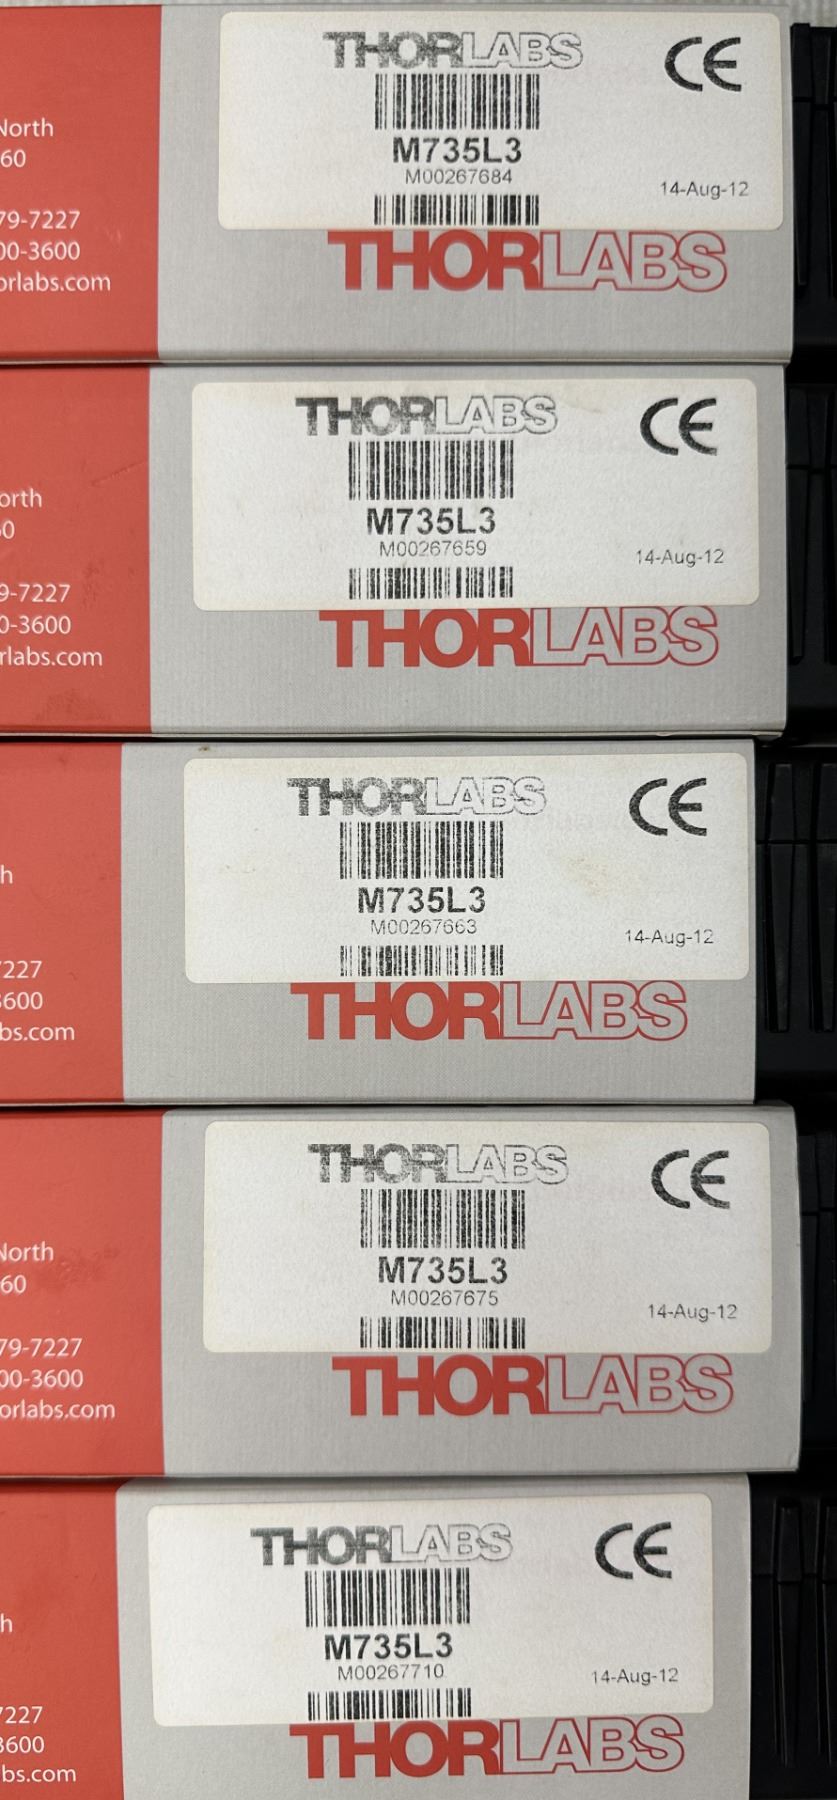 THORLABS
CE
M735L3
M00267684
14-Aug-12
THORLABS
North
60
79-7227
00-3600
orlabs.com
THORLABS
CE
M735L3
M00267659
14-Aug-12
THORLABS
orth
60
9-7227
0-3600
rlabs.com
THORLABS
CE
M735L3
M00267663
14-Aug-12
THORLABS
h
7227
3600
bs.com
THORLABS
CE
M735L3
M00267675
14-Aug-12
THORLABS
North
60
79-7227
00-3600
orlabs.com
THORLABS
CE
M735L3
M00267710
14-Aug-12
THORLABS
h
7227
3600
bs.com